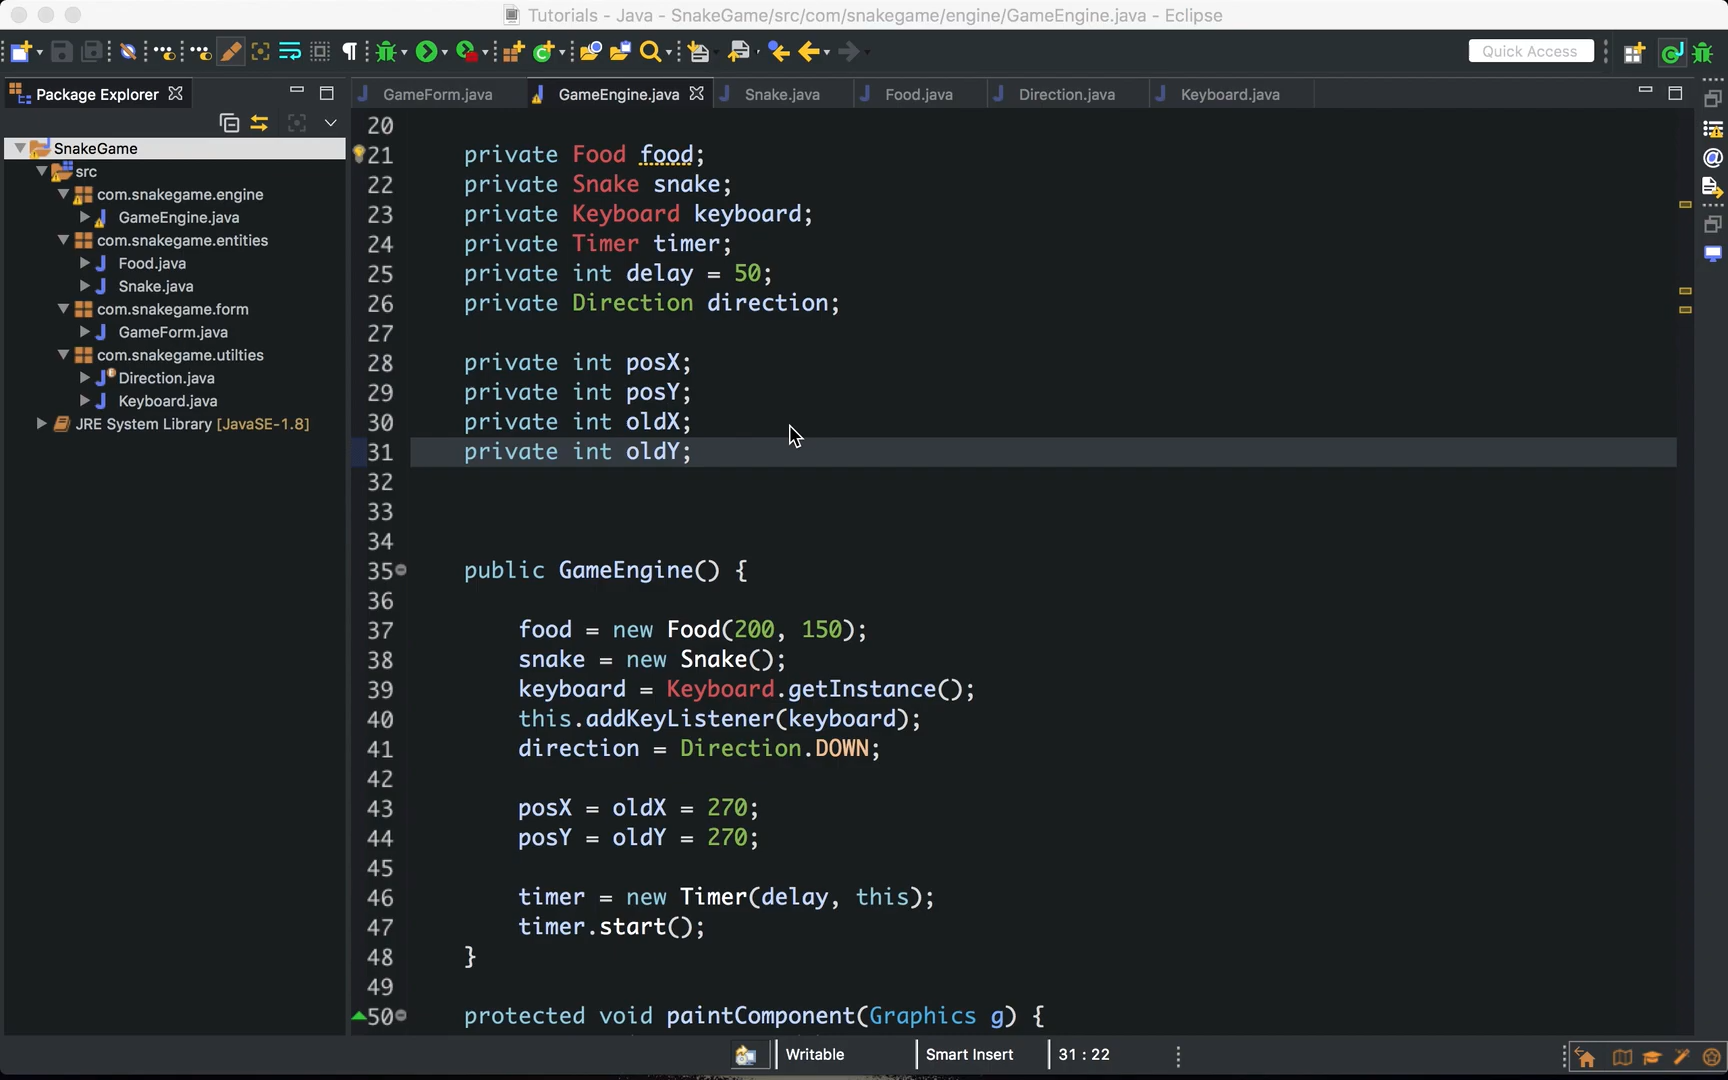 Tutorials - Java - SnakeGame/src/com/snakegame/engine/GameEngine.java - Eclipse
Quick Access
Package Explorer
GameForm.java
GameEngine.java
Snake.java
Food.java
Direction.java
Keyboard.java
SnakeGame
src
com.snakegame.engine
GameEngine.java
com.snakegame.entities
Food.java
Snake.java
com.snakegame.form
GameForm.java
com.snakegame.utilties
Direction.java
Keyboard.java
JRE System Library [JavaSE-1.8]
20
21 private Food food;
22 private Snake snake;
23 private Keyboard keyboard;
24 private Timer timer;
25 private int delay = 50;
26 private Direction direction;
27
28 private int posX;
29 private int posY;
30 private int oldX;
31 private int oldY;
32
33
34
35 public GameEngine() {
36
37 food = new Food(200, 150);
38 snake = new Snake();
39 keyboard = Keyboard.getInstance();
40 this.addKeyListener(keyboard);
41 direction = Direction.DOWN;
42
43 posX = oldX = 270;
44 posY = oldY = 270;
45
46 timer = new Timer(delay, this);
47 timer.start();
48 }
49
50 protected void paintComponent(Graphics g) {
Writable
Smart Insert
31 : 22